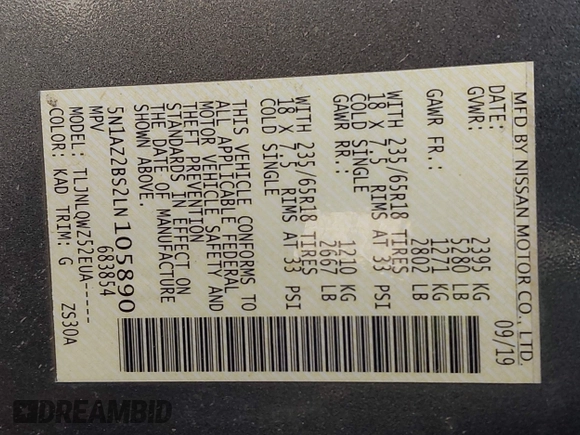 MFD BY NISSAN MOTOR CO., LTD.
DATE: 09/19
GVWR: 2395 KG
5280 LB
GAWR FR.: 1271 KG
2802 LB
WITH 235/65R18 TIRES
18 X 7.5 RIMS AT 33 PSI
COLD SINGLE
GAWR RR.: 1210 KG
2667 LB
WITH 235/65R18 TIRES
18 X 7.5 RIMS AT 33 PSI
COLD SINGLE
THIS VEHICLE CONFORMS TO
ALL APPLICABLE FEDERAL
MOTOR VEHICLE SAFETY AND
THEFT PREVENTION
STANDARDS IN EFFECT ON
THE DATE OF MANUFACTURE
SHOWN ABOVE.
5N1AZ2BS2LN105890
MPV 683854
MODEL: TLJNLQWZ52EUA-----
COLOR: KAD TRIM: G ZS30A
DREAMBID